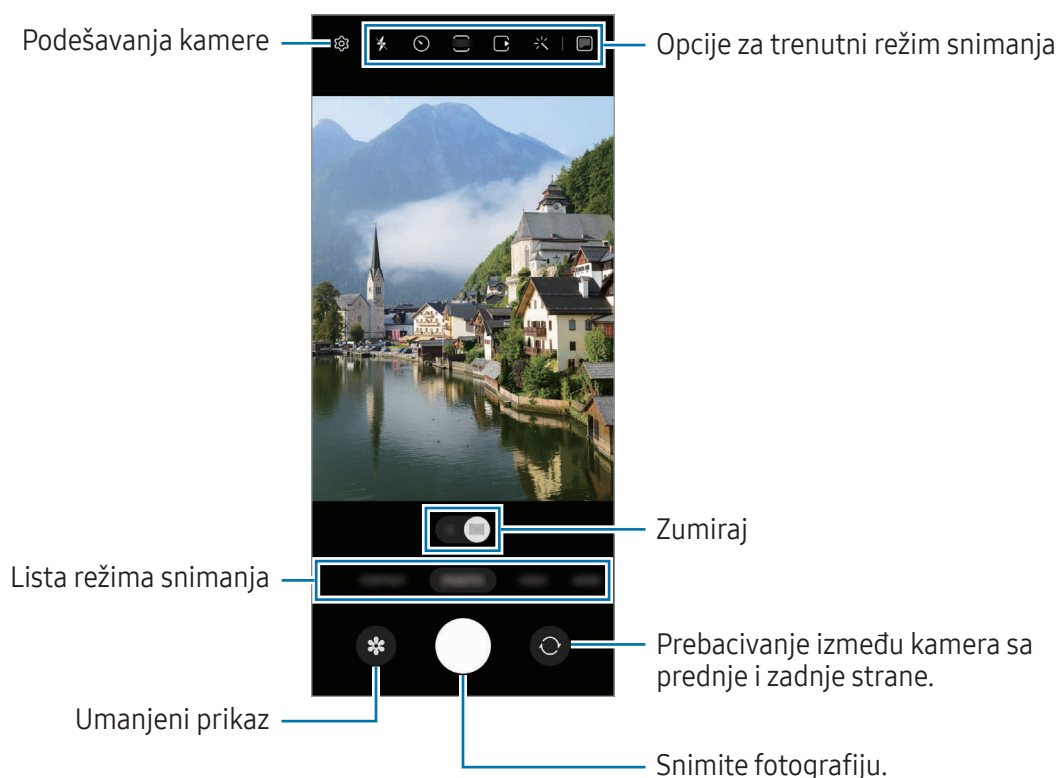 Podešavanja kamere
Opcije za trenutni režim snimanja
Zumiraj
Lista režima snimanja
Prebacivanje između kamera sa
prednje i zadnje strane.
Umanjeni prikaz
Snimite fotografiju.